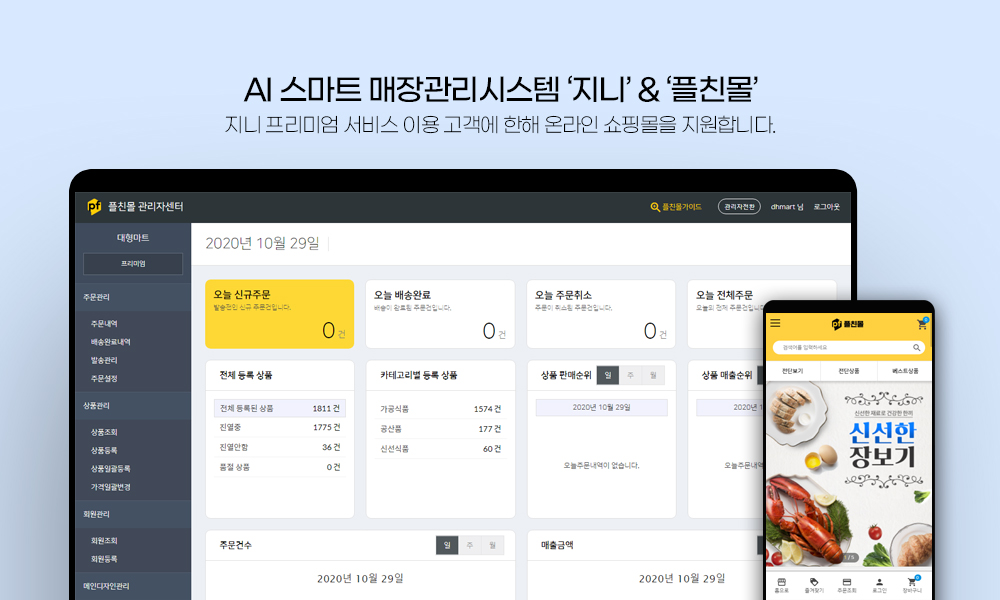 AI 스마트 매장관리시스템 ‘지니’ & ‘플친몰’
지니 프리미엄 서비스 이용 고객에 한해 온라인 쇼핑몰을 지원합니다.
pf 플친몰 관리자센터
플친몰가이드
관리자전환
dhmart 님
로그아웃
대형마트
프리미엄
주문관리
주문내역
배송완료내역
발송관리
주문설정
상품관리
상품조회
상품등록
상품일괄등록
가격일괄변경
회원관리
회원조회
회원등록
메인디자인관리
2020년 10월 29일
오늘 신규주문
발송전인 신규 주문건입니다.
0 건
오늘 배송완료
배송이 완료된 주문건입니다.
0 건
오늘 주문취소
주문이 취소된 주문건입니다.
0 건
오늘 전체주문
오늘의 전체 주문건입니다.
전체 등록 상품
전체 등록된 상품 1811 건
진열중 1775 건
진열안함 36 건
품절 상품 0 건
카테고리별 등록 상품
가공식품 1574 건
공산품 177 건
신선식품 60 건
상품 판매순위 일 주 월
2020년 10월 29일
오늘주문내역이 없습니다.
상품 매출순위
2020년 10
오늘주문내역
주문건수 일 주 월
2020년 10월 29일
매출금액
2020년 10월 29일
pf 플친몰
검색어를 입력하세요
전단보기 전단상품 베스트상품
신선한 재료로 건강한 한끼
신선한
장보기
1 / 5
홈으로 즐겨찾기 주문조회 로그인 장바구니